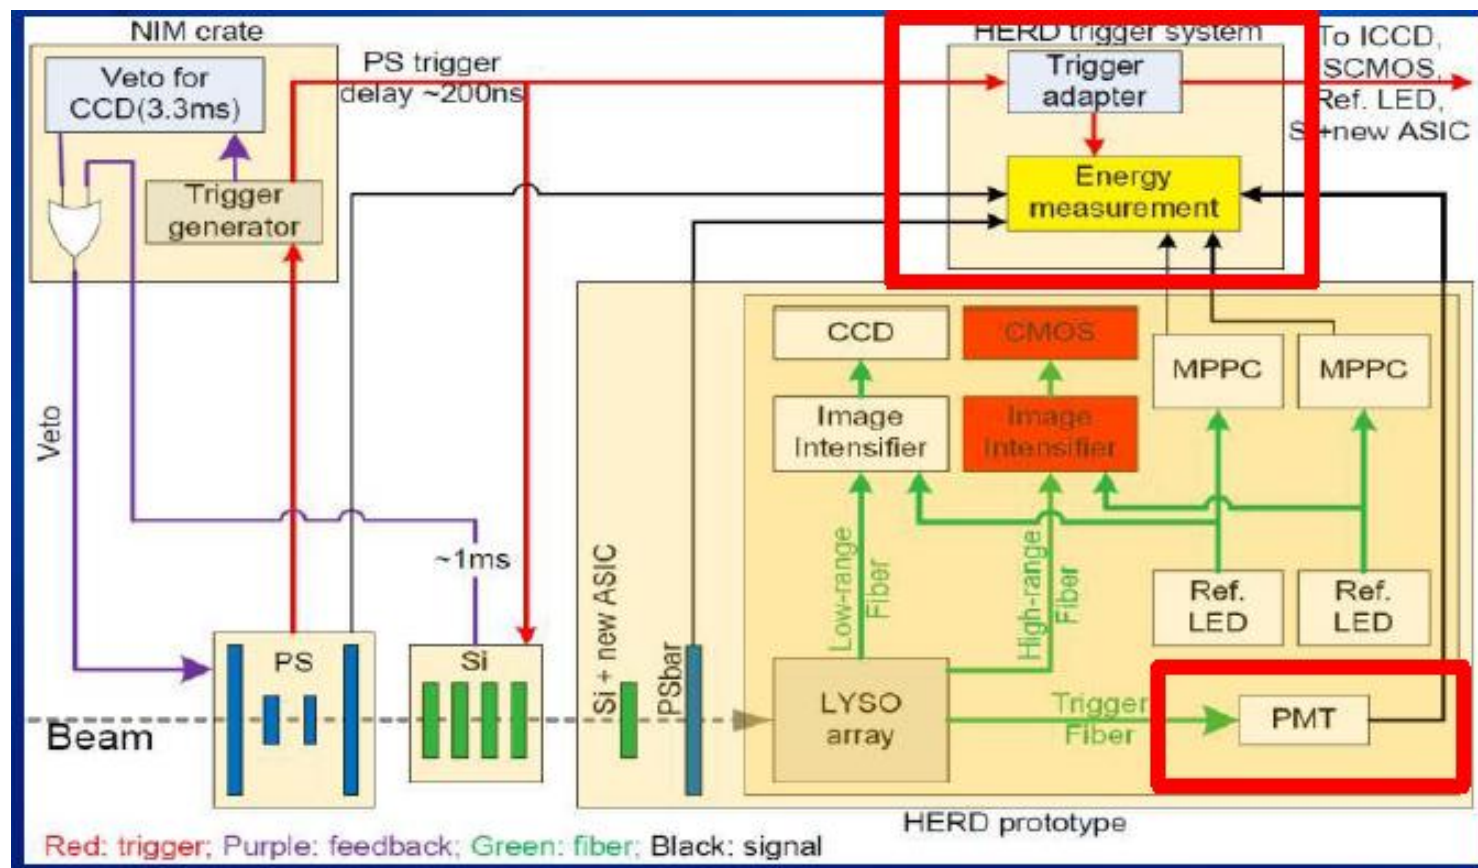 NIM crate
Veto for
CCD(3.3ms)
Trigger
generator
PS trigger
delay ~200ns
HERD trigger system
Trigger
adapter
Energy
measurement
To ICCD,
SCMOS,
Ref. LED,
Si+new ASIC
CCD
CMOS
MPPC
MPPC
Image
Intensifier
Image
Intensifier
Veto
~1ms
Low-range
Fiber
High-range
Fiber
Ref.
LED
Ref.
LED
PS
Si
Si + new ASIC
PSbar
LYSO
array
Trigger
Fiber
PMT
Beam
HERD prototype
Red: trigger; Purple: feedback; Green: fiber; Black: signal